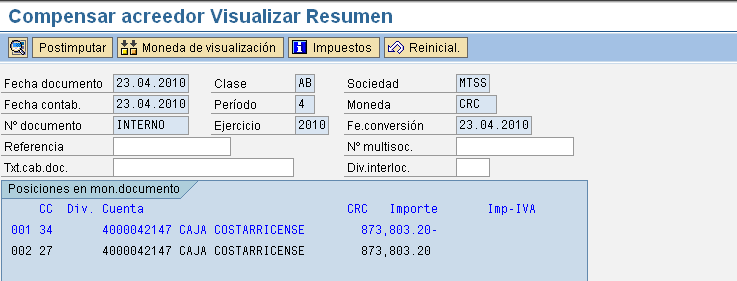 Compensar acreedor Visualizar Resumen
Postimputar Moneda de visualización Impuestos Reinicial.
Fecha documento 23.04.2010 Clase AB Sociedad MTSS
Fecha contab. 23.04.2010 Período 4 Moneda CRC
Nº documento INTERNO Ejercicio 2010 Fe.conversión 23.04.2010
Referencia Nº multisoc.
Txt.cab.doc. Div.interloc.
Posiciones en mon.documento
CC Div. Cuenta CRC Importe Imp-IVA
001 34 4000042147 CAJA COSTARRICENSE 873,803.20-
002 27 4000042147 CAJA COSTARRICENSE 873,803.20